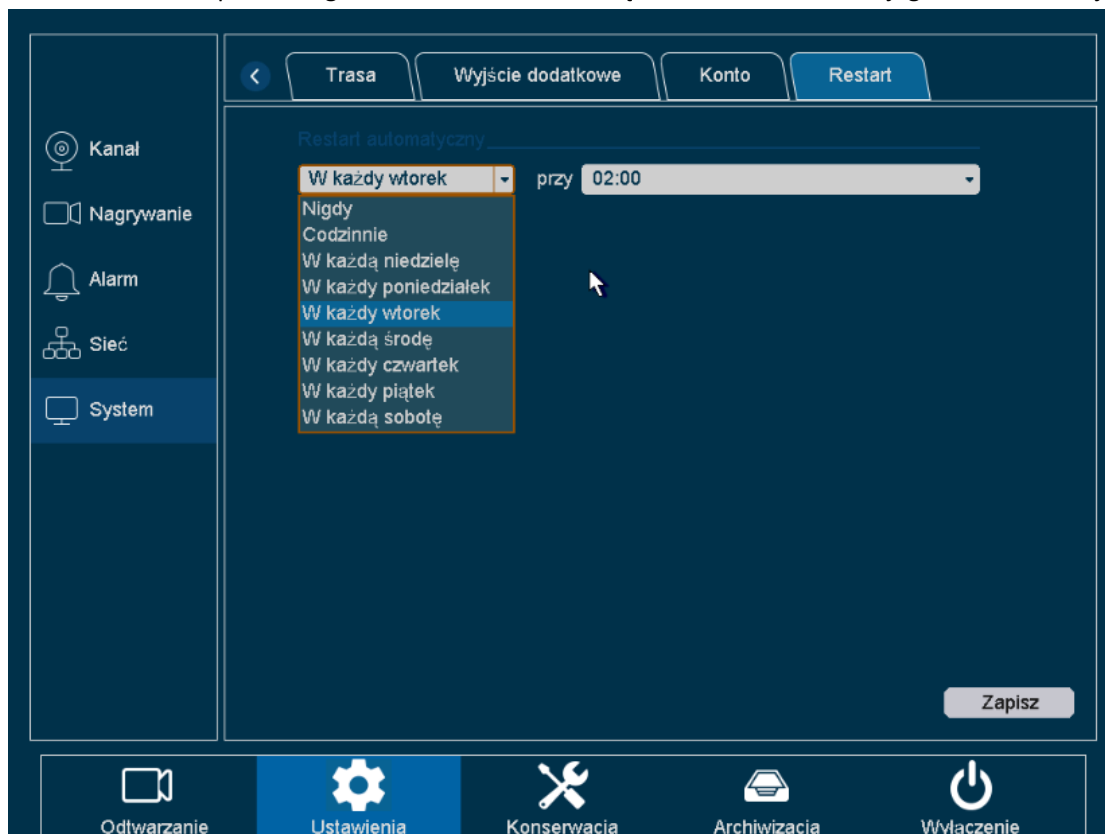 Trasa Wyjście dodatkowe Konto Restart
Kanał
Nagrywanie
Alarm
Sieć
System
Restart automatyczny
W każdy wtorek przy 02:00
Nigdy
Codzinnie
W każdą niedzielę
W każdy poniedziałek
W każdy wtorek
W każdą środę
W każdy czwartek
W każdy piątek
W każdą sobotę
Zapisz
Odtwarzanie Ustawienia Konserwacja Archiwizacja Wyłączenie